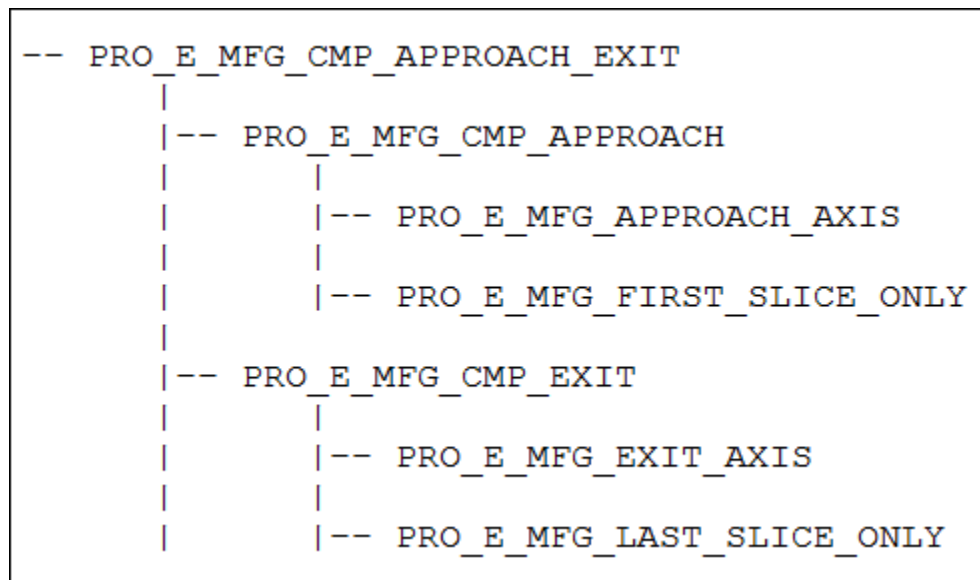 -- PRO_E_MFG_CMP_APPROACH_EXIT
|
|-- PRO_E_MFG_CMP_APPROACH
| |
| |-- PRO_E_MFG_APPROACH_AXIS
| |
| |-- PRO_E_MFG_FIRST_SLICE_ONLY
|
|-- PRO_E_MFG_CMP_EXIT
| |
| |-- PRO_E_MFG_EXIT_AXIS
| |
| |-- PRO_E_MFG_LAST_SLICE_ONLY